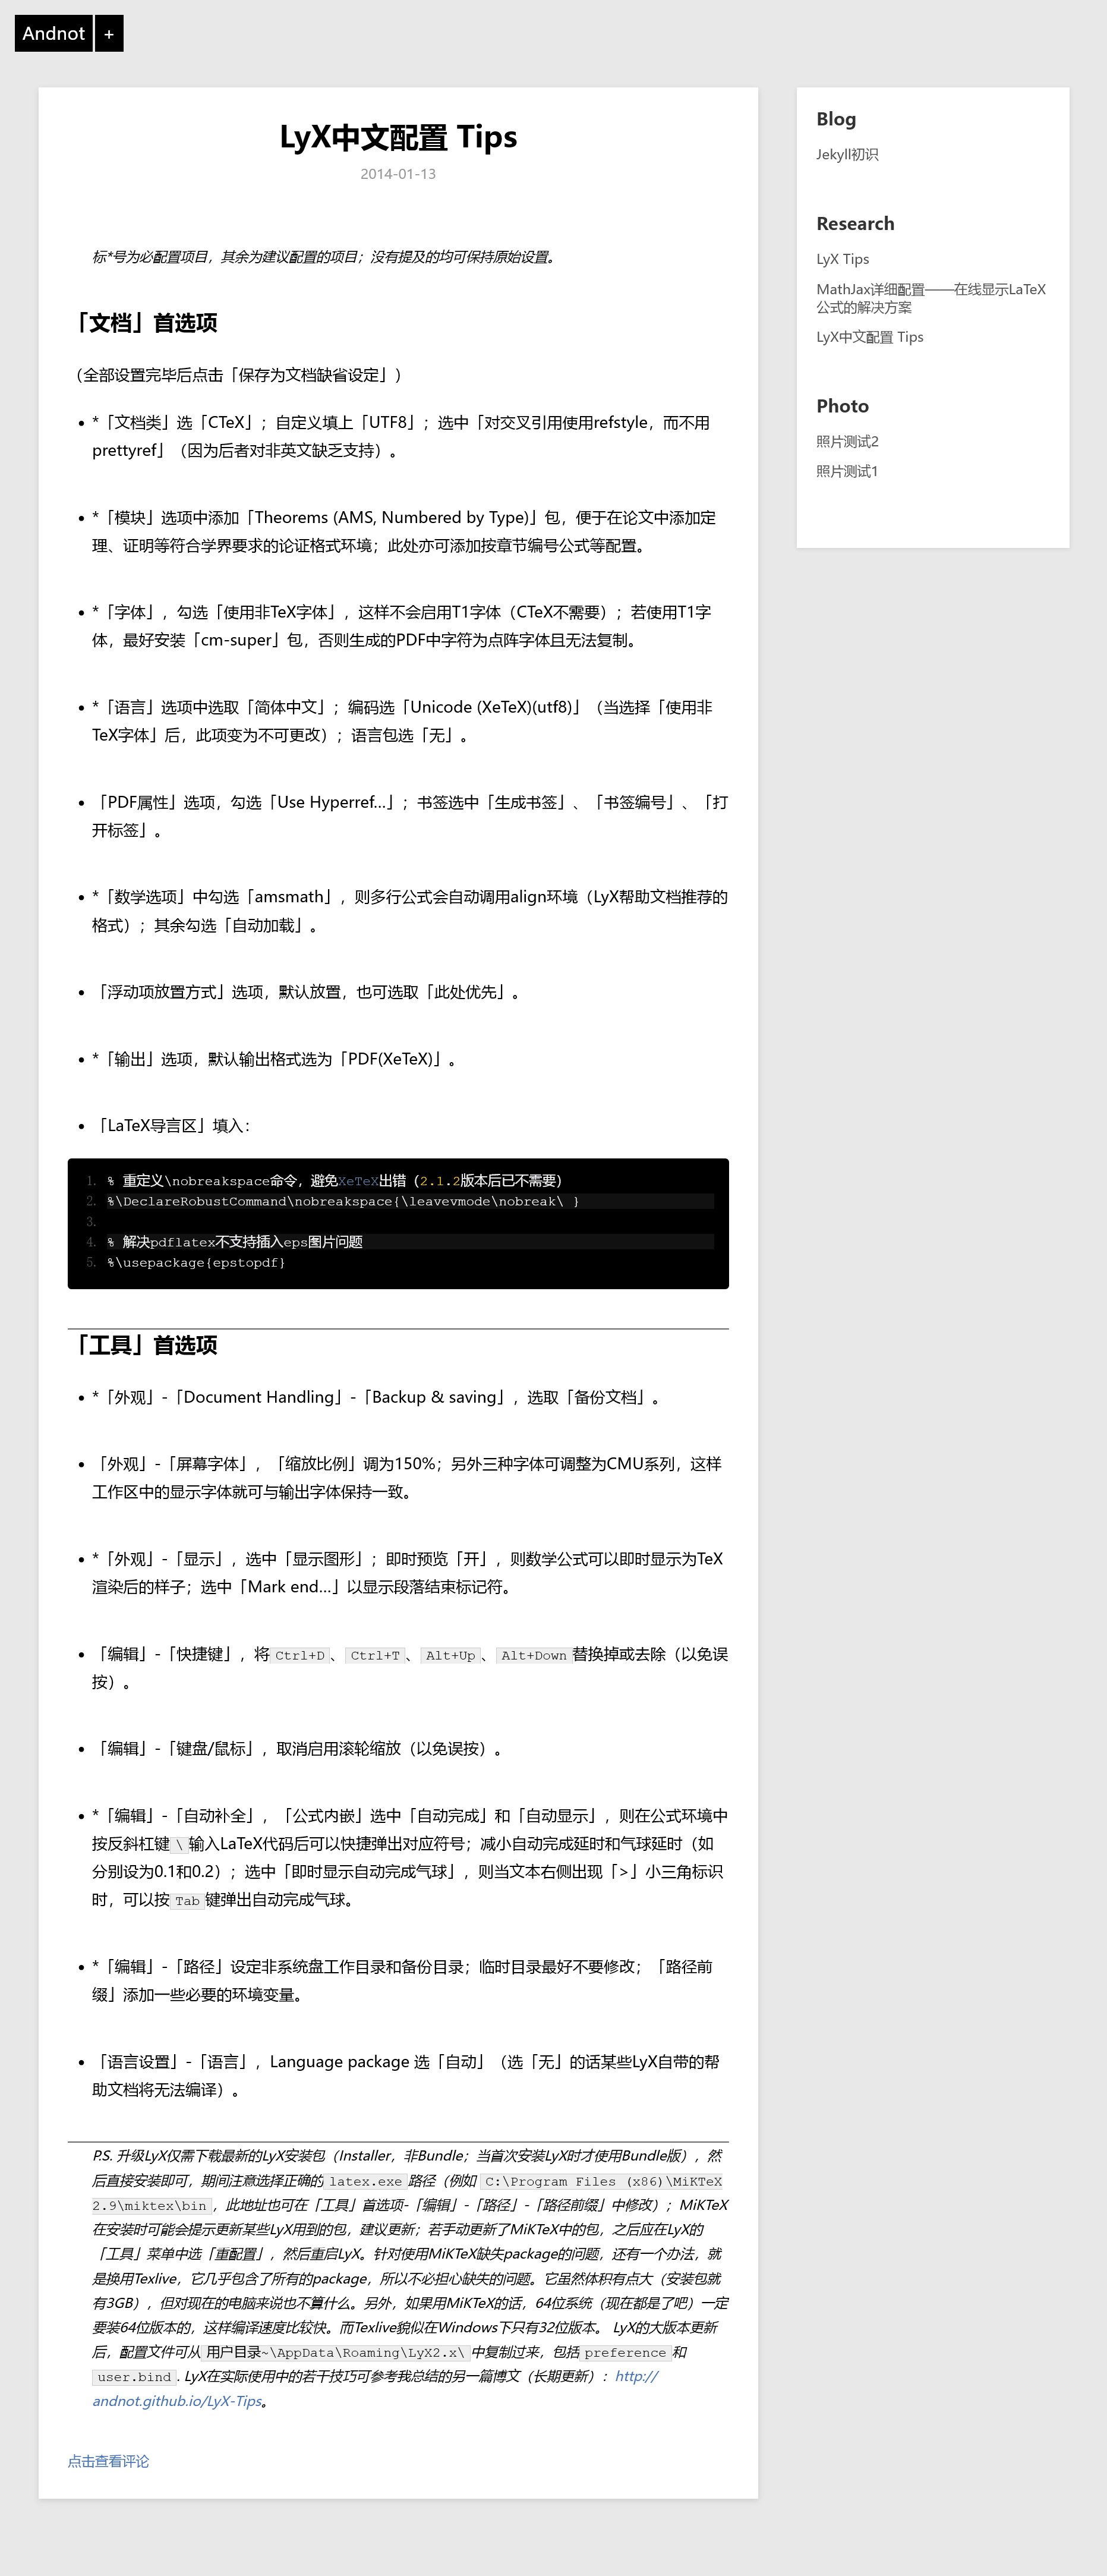 Andnot +
LyX中文配置 Tips
2014-01-13
标*号为必配置项目，其余为建议配置的项目；没有提及的均可保持原始设置。
「文档」首选项
（全部设置完毕后点击「保存为文档缺省设定」）
• *「文档类」选「CTeX」；自定义填上「UTF8」；选中「对交叉引用使用refstyle，而不用
prettyref」（因为后者对非英文缺乏支持）。
• *「模块」选项中添加「Theorems (AMS, Numbered by Type)」包，便于在论文中添加定
理、证明等符合学界要求的论证格式环境；此处亦可添加按章节编号公式等配置。
• *「字体」，勾选「使用非TeX字体」，这样不会启用T1字体（CTeX不需要）；若使用T1字
体，最好安装「cm-super」包，否则生成的PDF中字符为点阵字体且无法复制。
• *「语言」选项中选取「简体中文」；编码选「Unicode (XeTeX)(utf8)」（当选择「使用非
TeX字体」后，此项变为不可更改）；语言包选「无」。
• 「PDF属性」选项，勾选「Use Hyperref…」；书签选中「生成书签」、「书签编号」、「打
开标签」。
• *「数学选项」中勾选「amsmath」，则多行公式会自动调用align环境（LyX帮助文档推荐的
格式）；其余勾选「自动加载」。
• 「浮动项放置方式」选项，默认放置，也可选取「此处优先」。
• *「输出」选项，默认输出格式选为「PDF(XeTeX)」。
• 「LaTeX导言区」填入：
1. % 重定义\nobreakspace命令，避免XeTeX出错（2.1.2版本后已不需要）
2. %\DeclareRobustCommand\nobreakspace{\leavevmode\nobreak\ }
3.
4. % 解决pdflatex不支持插入eps图片问题
5. %\usepackage{epstopdf}
「工具」首选项
• *「外观」-「Document Handling」-「Backup & saving」，选取「备份文档」。
• 「外观」-「屏幕字体」，「缩放比例」调为150%；另外三种字体可调整为CMU系列，这样
工作区中的显示字体就可与输出字体保持一致。
• *「外观」-「显示」，选中「显示图形」；即时预览「开」，则数学公式可以即时显示为TeX
渲染后的样子；选中「Mark end…」以显示段落结束标记符。
• 「编辑」-「快捷键」，将 Ctrl+D 、 Ctrl+T 、 Alt+Up 、 Alt+Down 替换掉或去除（以免误
按）。
• 「编辑」-「键盘/鼠标」，取消启用滚轮缩放（以免误按）。
• *「编辑」-「自动补全」，「公式内嵌」选中「自动完成」和「自动显示」，则在公式环境中
按反斜杠键 \ 输入LaTeX代码后可以快捷弹出对应符号；减小自动完成延时和气球延时（如
分别设为0.1和0.2）；选中「即时显示自动完成气球」，则当文本右侧出现「>」小三角标识
时，可以按 Tab 键弹出自动完成气球。
• *「编辑」-「路径」设定非系统盘工作目录和备份目录；临时目录最好不要修改；「路径前
缀」添加一些必要的环境变量。
• 「语言设置」-「语言」，Language package 选「自动」（选「无」的话某些LyX自带的帮
助文档将无法编译）。
P.S. 升级LyX仅需下载最新的LyX安装包（Installer，非Bundle；当首次安装LyX时才使用Bundle版），然
后直接安装即可，期间注意选择正确的 latex.exe 路径（例如 C:\Program Files (x86)\MiKTeX
2.9\miktex\bin ，此地址也可在「工具」首选项-「编辑」-「路径」-「路径前缀」中修改）；MiKTeX
在安装时可能会提示更新某些LyX用到的包，建议更新；若手动更新了MiKTeX中的包，之后应在LyX的
「工具」菜单中选「重配置」，然后重启LyX。针对使用MiKTeX缺失package的问题，还有一个办法，就
是换用Texlive，它几乎包含了所有的package，所以不必担心缺失的问题。它虽然体积有点大（安装包就
有3GB），但对现在的电脑来说也不算什么。另外，如果用MiKTeX的话，64位系统（现在都是了吧）一定
要装64位版本的，这样编译速度比较快。而Texlive貌似在Windows下只有32位版本。 LyX的大版本更新
后，配置文件可从 用户目录~\AppData\Roaming\LyX2.x\ 中复制过来，包括 preference 和
user.bind . LyX在实际使用中的若干技巧可参考我总结的另一篇博文（长期更新）：http://
andnot.github.io/LyX-Tips。
点击查看评论
Blog
Jekyll初识
Research
LyX Tips
MathJax详细配置——在线显示LaTeX
公式的解决方案
LyX中文配置 Tips
Photo
照片测试2
照片测试1